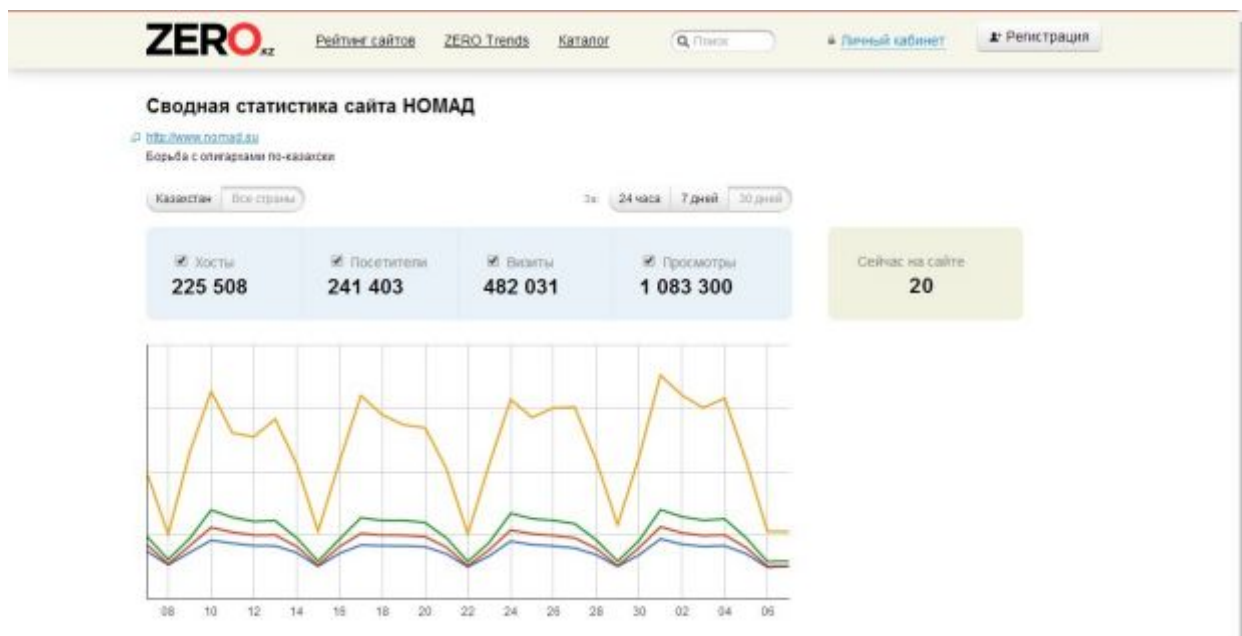 ZERO.kz Рейтинг сайтов ZERO Trends Каталог Поиск Личный кабинет Регистрация
Сводная статистика сайта НОМАД
http://www.nomad.su
Борьба с олигархами по-казахски
Казахстан Все страны За: 24 часа 7 дней 30 дней
Хосты Посетители Визиты Просмотры Сейчас на сайте
225 508 241 403 482 031 1 083 300 20
08 10 12 14 16 18 20 22 24 26 28 30 02 04 06